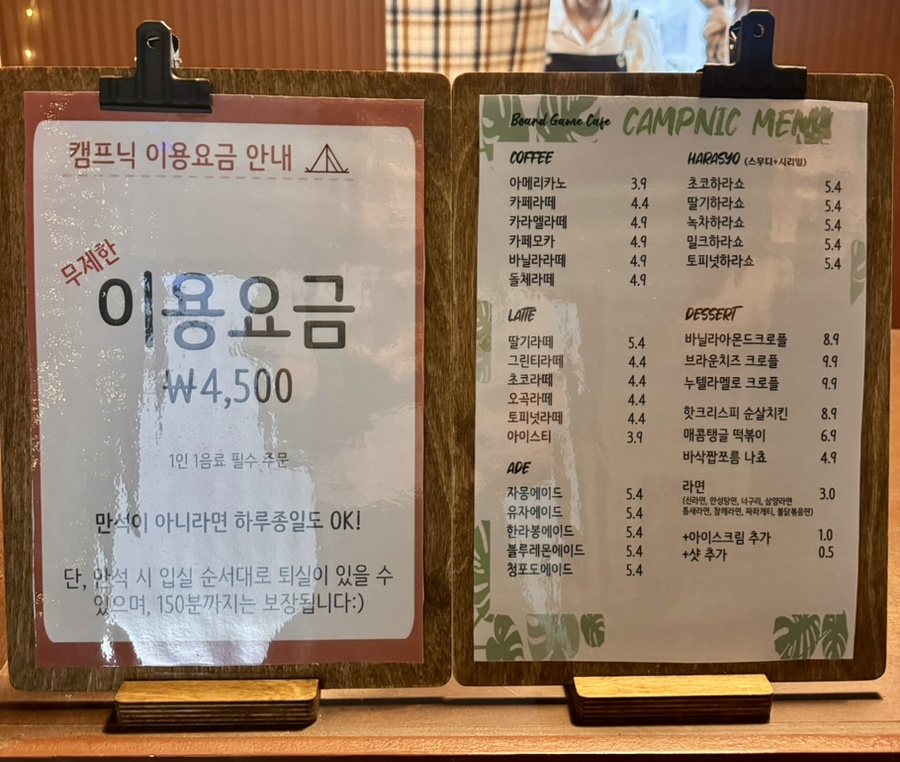 캠프닉 이용요금 안내
무제한
이용요금
₩4,500
1인 1음료 필수 주문
만석이 아니라면 하루종일도 OK!
단, 만석 시 입실 순서대로 퇴실이 있을 수
있으며, 150분까지는 보장됩니다:)
Board Game Cafe CAMPNIC MENU
COFFEE
아메리카노 3.9
카페라떼 4.4
카라멜라떼 4.9
카페모카 4.9
바닐라라떼 4.9
돌체라떼 4.9
LATTE
딸기라떼 5.4
그린티라떼 4.4
초코라떼 4.4
오곡라떼 4.4
토피넛라떼 4.4
아이스티 3.9
ADE
자몽에이드 5.4
유자에이드 5.4
한라봉에이드 5.4
블루레몬에이드 5.4
청포도에이드 5.4
HARASYO (스무디+시리얼)
초코하라쇼 5.4
딸기하라쇼 5.4
녹차하라쇼 5.4
밀크하라쇼 5.4
토피넛하라쇼 5.4
DESSERT
바닐라아몬드크로플 8.9
브라운치즈 크로플 9.9
누텔라멜로 크로플 9.9
핫크리스피 순살치킨 8.9
매콤탱글 떡볶이 6.9
바삭짭쪼름 나쵸 4.9
라면 3.0
(신라면, 안성탕면, 너구리, 삼양라면
틈새라면, 참깨라면, 짜파게티, 불닭볶음면)
+아이스크림 추가 1.0
+샷 추가 0.5